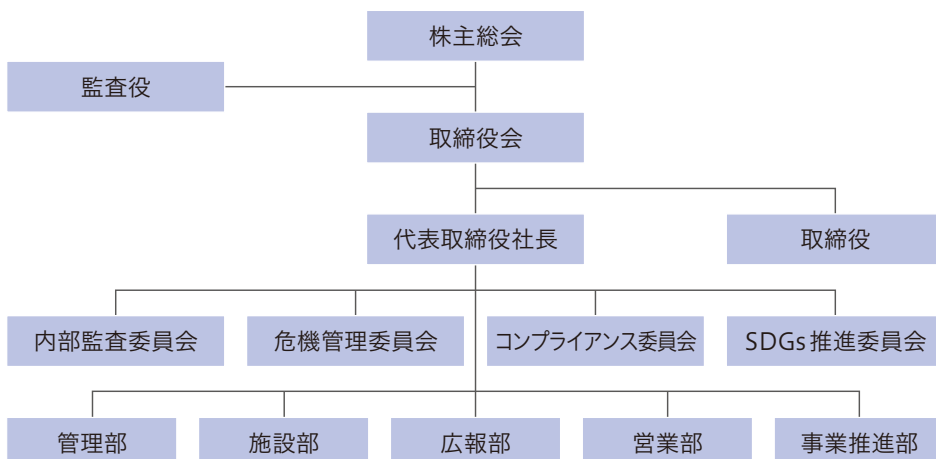 株主総会
監査役
取締役会
代表取締役社長
取締役
内部監査委員会
危機管理委員会
コンプライアンス委員会
SDGs推進委員会
管理部
施設部
広報部
営業部
事業推進部